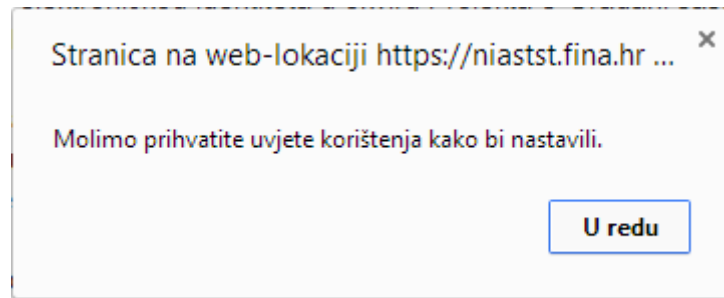 Stranica na web-lokaciji https://niastst.fina.hr ...
Molimo prihvatite uvjete korištenja kako bi nastavili.
U redu